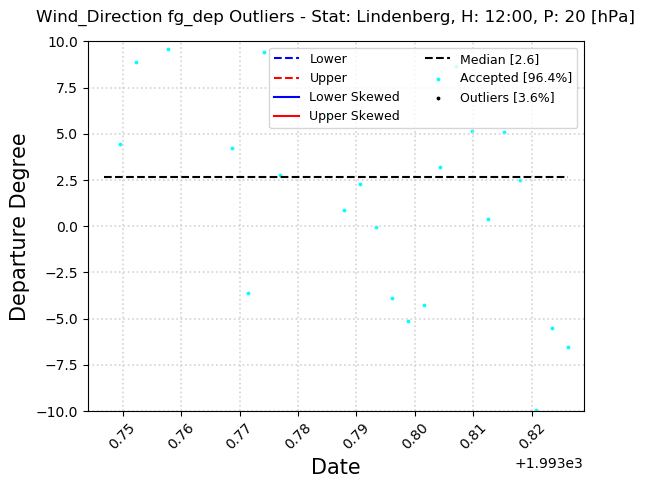 Wind_Direction fg_dep Outliers - Stat: Lindenberg, H: 12:00, P: 20 [hPa]
Lower
Upper
Lower Skewed
Upper Skewed
Median [2.6]
Accepted [96.4%]
Outliers [3.6%]
Departure Degree
10.0
7.5
5.0
2.5
0.0
−2.5
−5.0
−7.5
−10.0
0.75
0.76
0.77
0.78
0.79
0.80
0.81
0.82
+1.993e3
Date